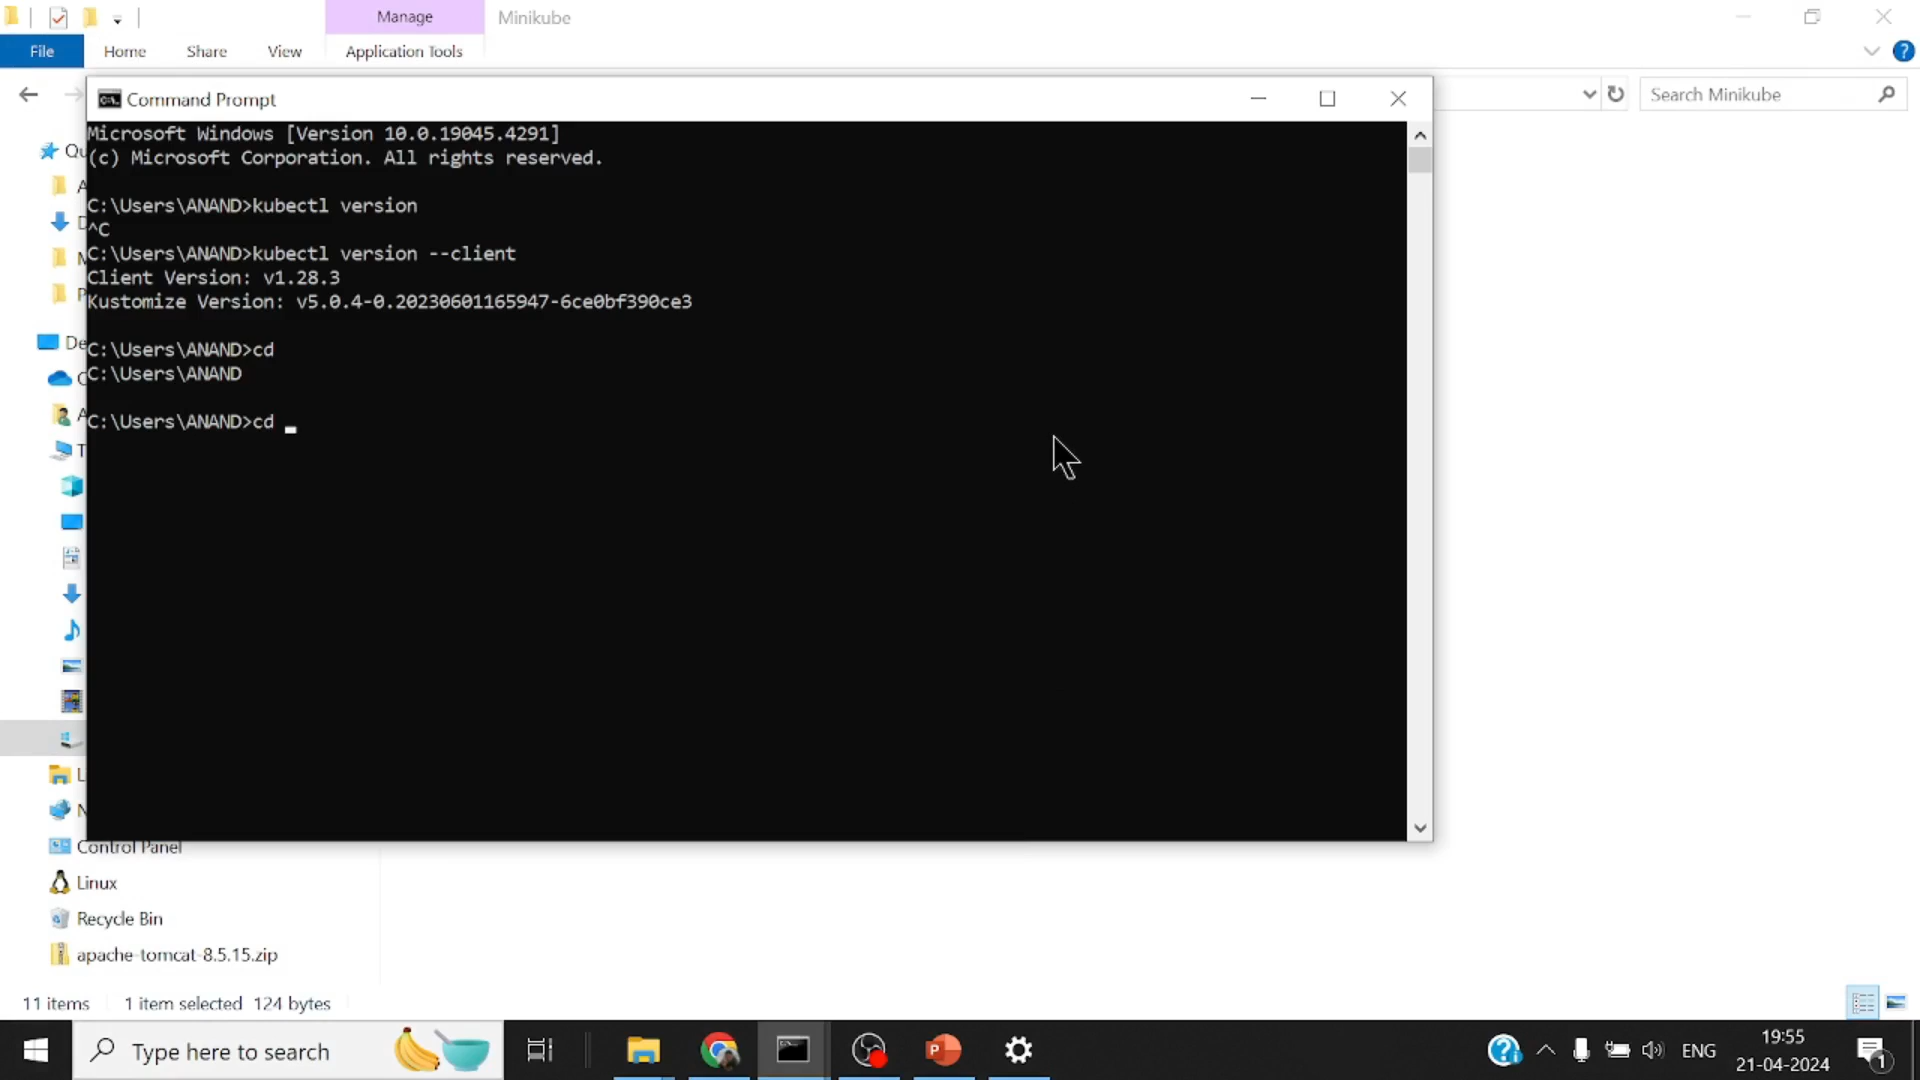 Manage
Minikube
File
Home
Share
View
Application Tools
Search Minikube
Command Prompt
Microsoft Windows [Version 10.0.19045.4291]
(c) Microsoft Corporation. All rights reserved.
C:\Users\ANAND>kubectl version
^C
C:\Users\ANAND>kubectl version --client
Client Version: v1.28.3
Kustomize Version: v5.0.4-0.20230601165947-6ce0bf390ce3
C:\Users\ANAND>cd
C:\Users\ANAND
C:\Users\ANAND>cd
Control Panel
Linux
Recycle Bin
apache-tomcat-8.5.15.zip
11 items
1 item selected 124 bytes
Type here to search
ENG
19:55
21-04-2024
1